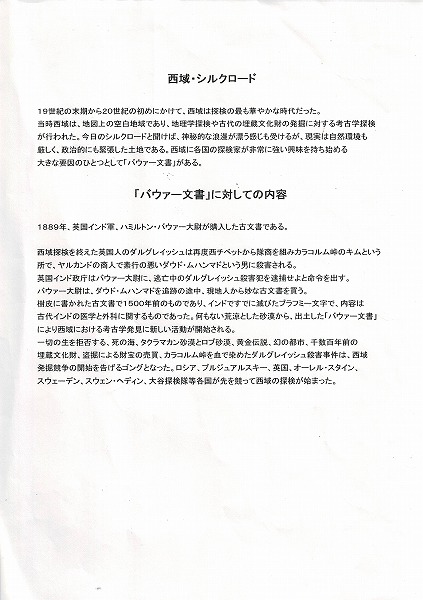 西域・シルクロード
19世紀の末期から20世紀の初めにかけて、西域は探検の最も華やかな時代だった。
当時西域は、地図上の空白地域であり、地理学探検や古代の埋蔵文化財の発掘に対する考古学探検
が行われた。今日のシルクロードと聞けば、神秘的な浪漫が漂う感じも受けるが、現実は自然環境も
厳しく、政治的にも緊張した土地である。西域に各国の探検家が非常に強い興味を持ち始める
大きな要因のひとつとして「バウァー文書」がある。
「バウァー文書」に対しての内容
1889年、英国インド軍、ハミルトン・バウァー大尉が購入した古文書である。
西域探検を終えた英国人のダルグレイッシュは再度西チベットから隊商を組みカラコルム峠のキムという
所で、ヤルカンドの商人で素行の悪いダウド・ムハンマドという男に殺害される。
英国インド政庁はバウァー大尉に、逃亡中のダルグレイッシュ殺害犯を逮捕せよと命令を出す。
バウァー大尉は、ダウド・ムハンマドを追跡の途中、現地人から妙な古文書を買う。
樹皮に書かれた古文書で1500年前のものであり、インドですでに滅びたブラフミー文字で、内容は
古代インドの医学と外科に関するものであった。何もない荒涼とした砂漠から、出土した「バウァー文書」
により西域における考古学発見に新しい活動が開始される。
一切の生を拒否する、死の海、タクラマカン砂漠とロプ砂漠、黄金伝説、幻の都市、千数百年前の
埋蔵文化財、盗掘による財宝の売買、カラコルム峠を血で染めたダルグレイッシュ殺害事件は、西域
発掘競争の開始を告げるゴングとなった。ロシア、プルジュアルスキー、英国、オーレル・スタイン、
スウェーデン、スウェン・ヘディン、大谷探検隊等各国が先を競って西域の探検が始まった。